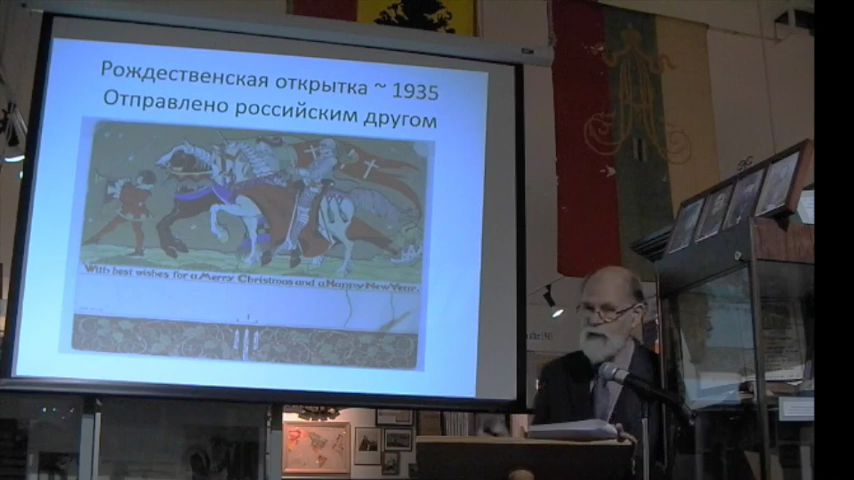 Рождественская открытка ~ 1935
Отправлено российским другом
With best wishes for a Merry Christmas and a Happy New Year.